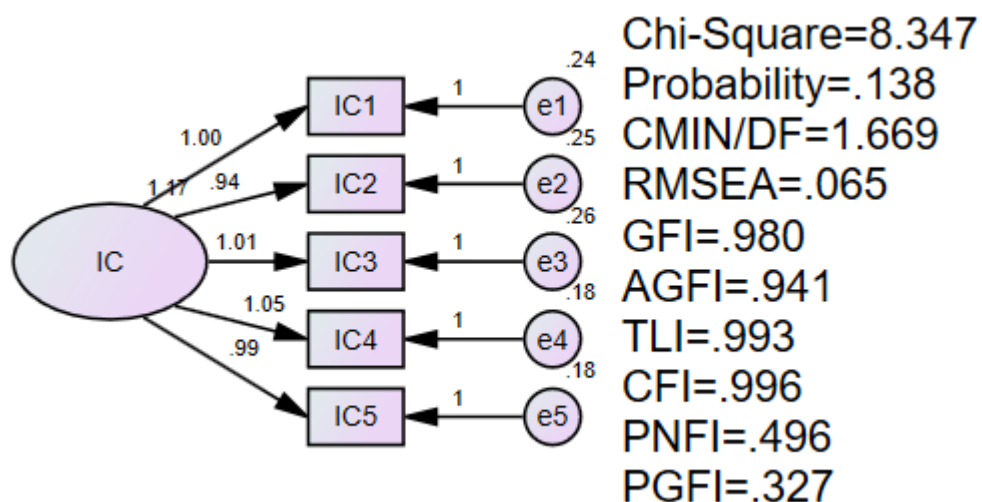 .24
IC1
1
e1
1.00
.25
1.17
.94
IC2
1
e2
.26
IC
1.01
IC3
1
e3
.18
1.05
IC4
1
e4
.18
.99
IC5
1
e5
Chi-Square=8.347
Probability=.138
CMIN/DF=1.669
RMSEA=.065
GFI=.980
AGFI=.941
TLI=.993
CFI=.996
PNFI=.496
PGFI=.327